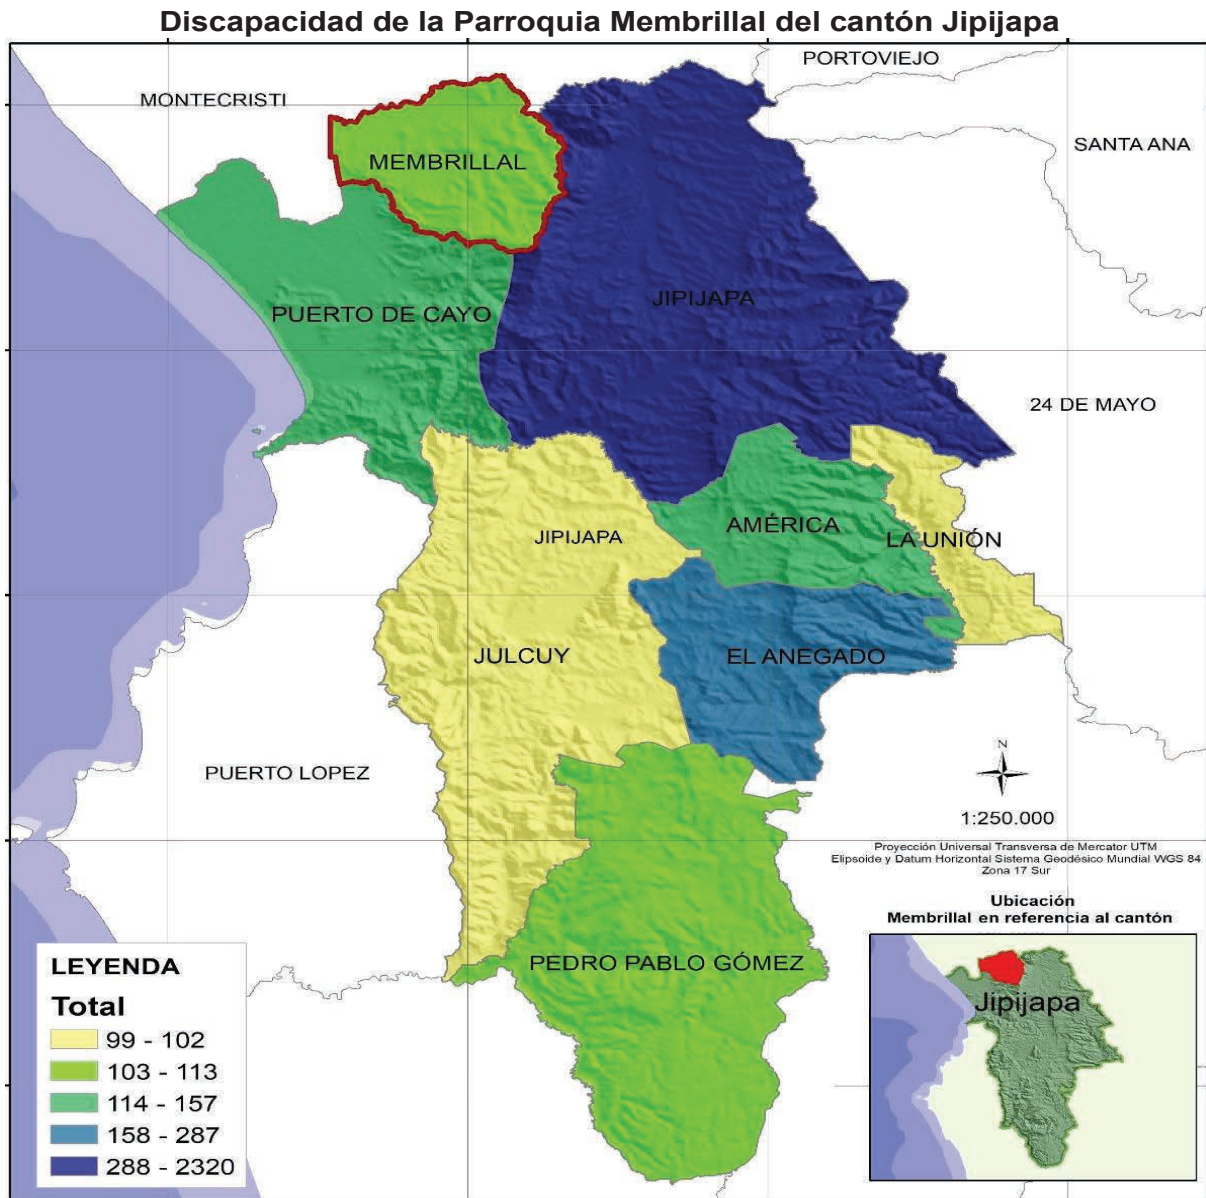 Discapacidad de la Parroquia Membrillal del cantón Jipijapa
PORTOVIEJO
MONTECRISTI
SANTA ANA
MEMBRILLAL
JIPIJAPA
PUERTO DE CAYO
24 DE MAYO
AMÉRICA
JIPIJAPA
LA UNIÓN
JULCUY
EL ANEGADO
PUERTO LOPEZ
N
1:250.000
Proyección Universal Transversa de Mercator UTM
Elipsoide y Datum Horizontal Sistema Geodésico Mundial WGS 84
Zona 17 Sur
Ubicación
Membrillal en referencia al cantón
Jipijapa
PEDRO PABLO GÓMEZ
LEYENDA
Total
99 - 102
103 - 113
114 - 157
158 - 287
288 - 2320